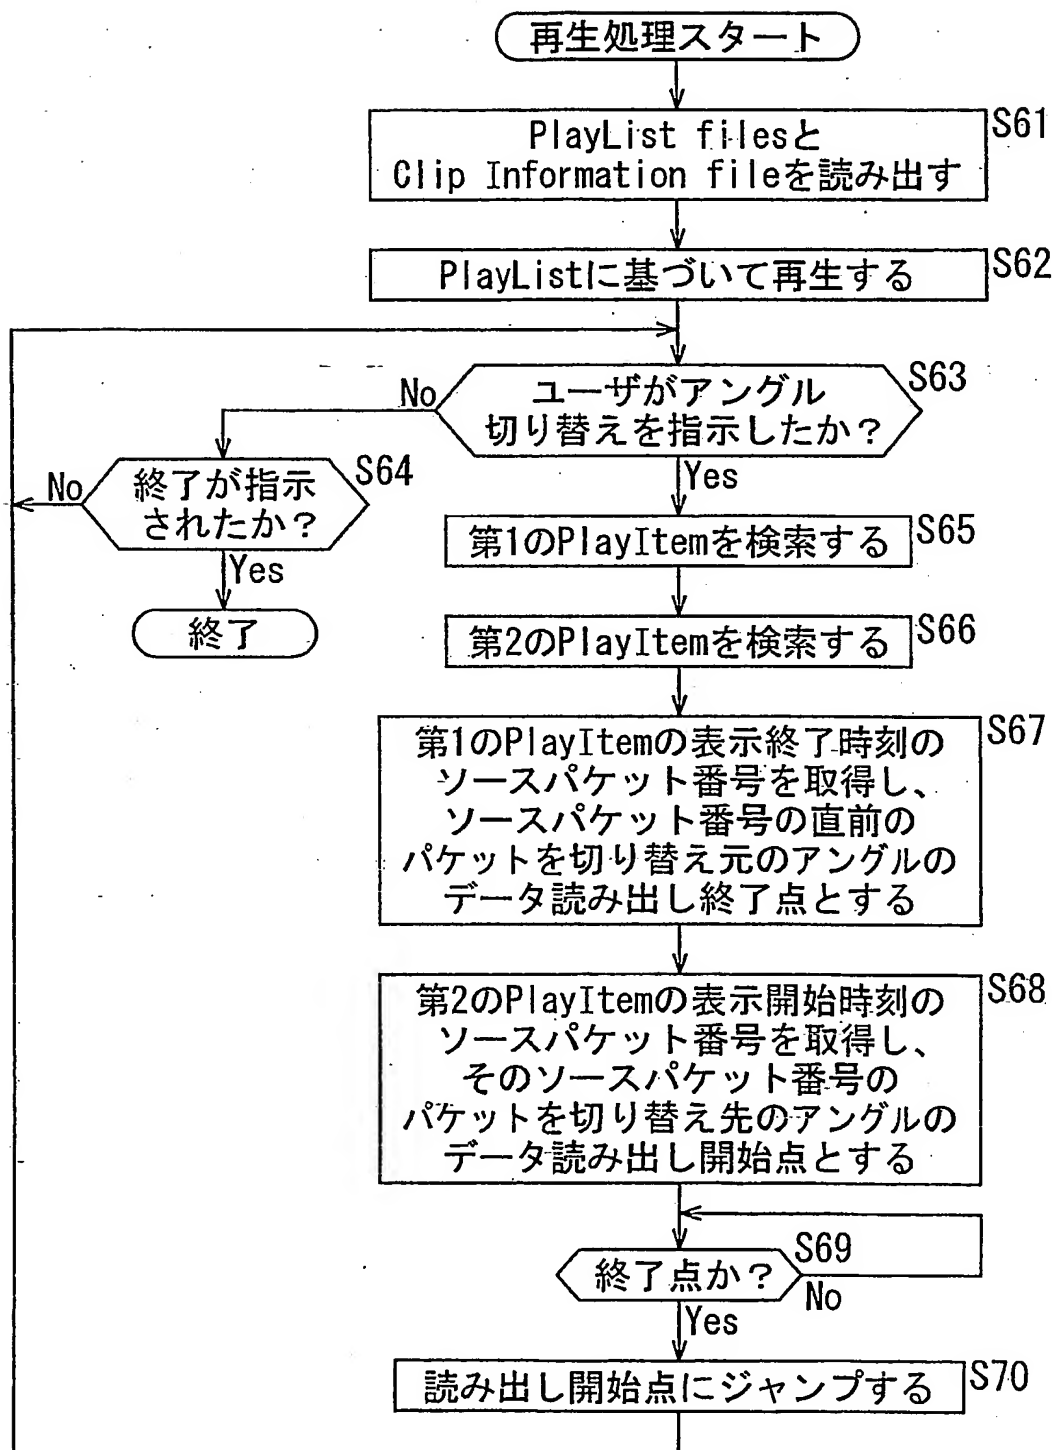 再生処理スタート
S61
PlayList filesと
Clip Information fileを読み出す
S62
PlayListに基づいて再生する
S63
No
ユーザがアングル
切り替えを指示したか?
Yes
S64
No
終了が指示
されたか?
Yes
終了
第1のPlayItemを検索する
S65
第2のPlayItemを検索する
S66
S67
第1のPlayItemの表示終了時刻の
ソースパケット番号を取得し、
ソースパケット番号の直前の
パケットを切り替え元のアングルの
データ読み出し終了点とする
S68
第2のPlayItemの表示開始時刻の
ソースパケット番号を取得し、
そのソースパケット番号の
パケットを切り替え先のアングルの
データ読み出し開始点とする
S69
終了点か?
No
Yes
読み出し開始点にジャンプする
S70